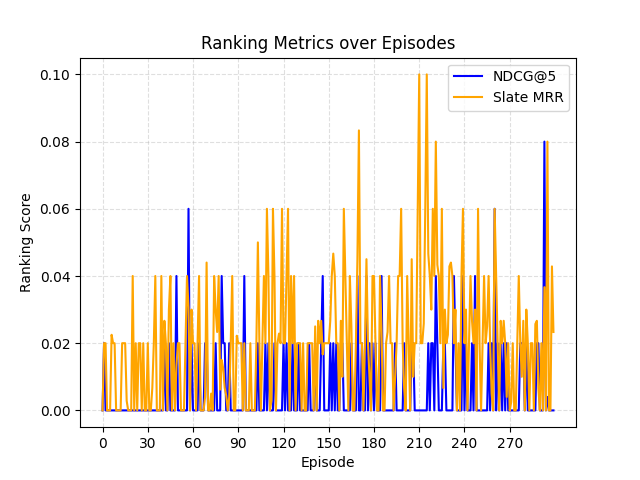 Ranking Metrics over Episodes
NDCG@5
Slate MRR
Ranking Score
0.10
0.08
0.06
0.04
0.02
0.00
0 30 60 90 120 150 180 210 240 270
Episode